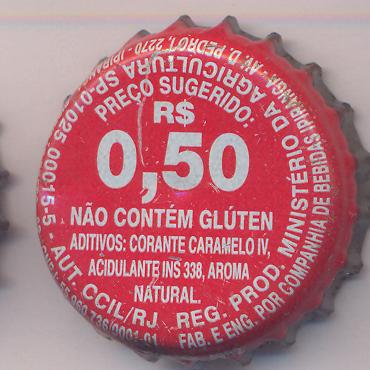 PREÇO SUGERIDO:
R$
0,50
NÃO CONTÉM GLÚTEN
ADITIVOS: CORANTE CARAMELO IV,
ACIDULANTE INS 338, AROMA
NATURAL.
AUT. CCIL/RJ REG. PROD. MINISTÉRIO DA AGRICULTURA SP-01025 00015-5
FAB. E ENG. POR COMPANHIA DE BEBIDAS IPIRANGA - AV. D. PEDRO I, 2270 -